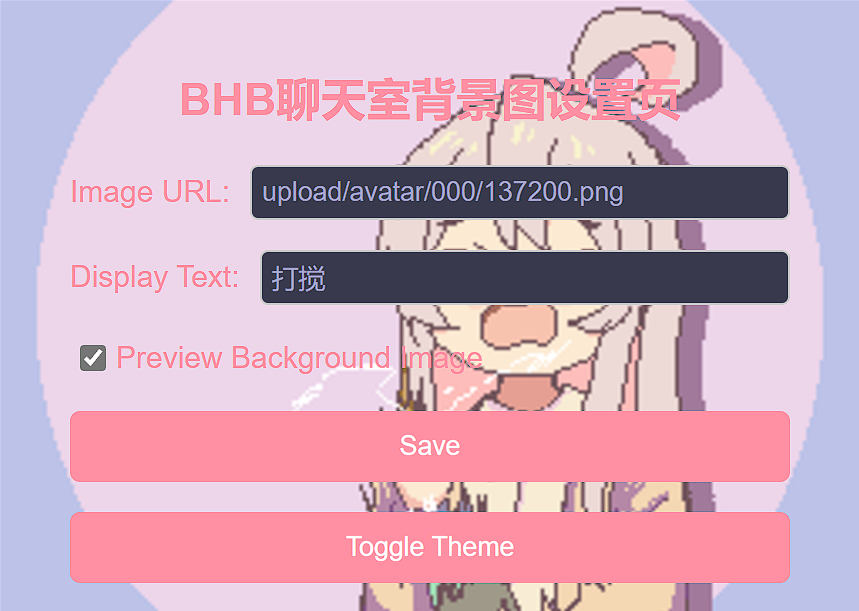 BHB聊天室背景图设置页
Image URL: upload/avatar/000/137200.png
Display Text: 打搅
Preview Background Image
Save
Toggle Theme